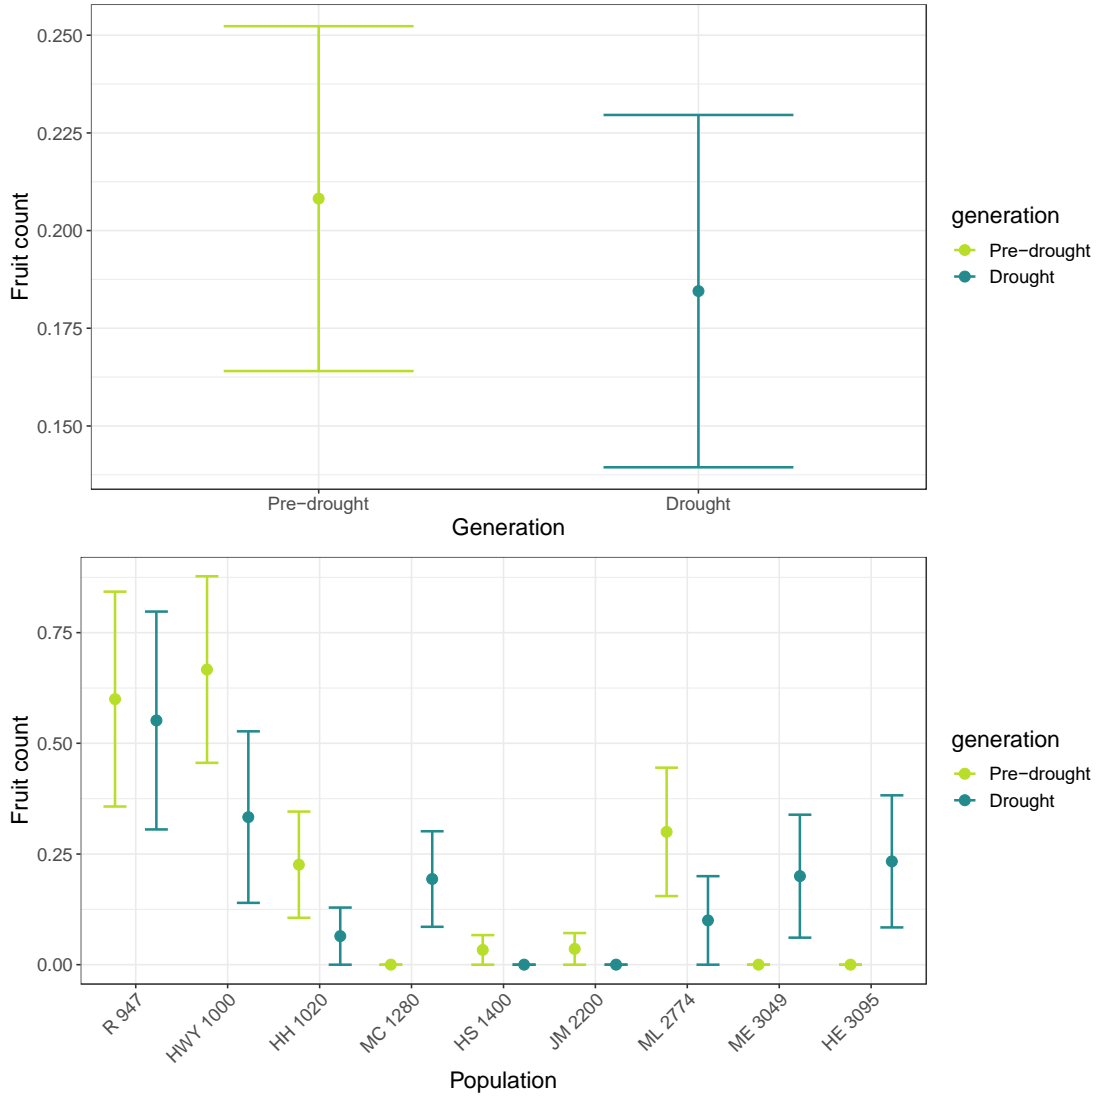 0.250
0.225
0.200
0.175
0.150
Fruit count
Pre−drought
Drought
Generation
generation
Pre−drought
Drought
0.75
0.50
0.25
0.00
Fruit count
R 947
HWY 1000
HH 1020
MC 1280
HS 1400
JM 2200
ML 2774
ME 3049
HE 3095
Population
generation
Pre−drought
Drought